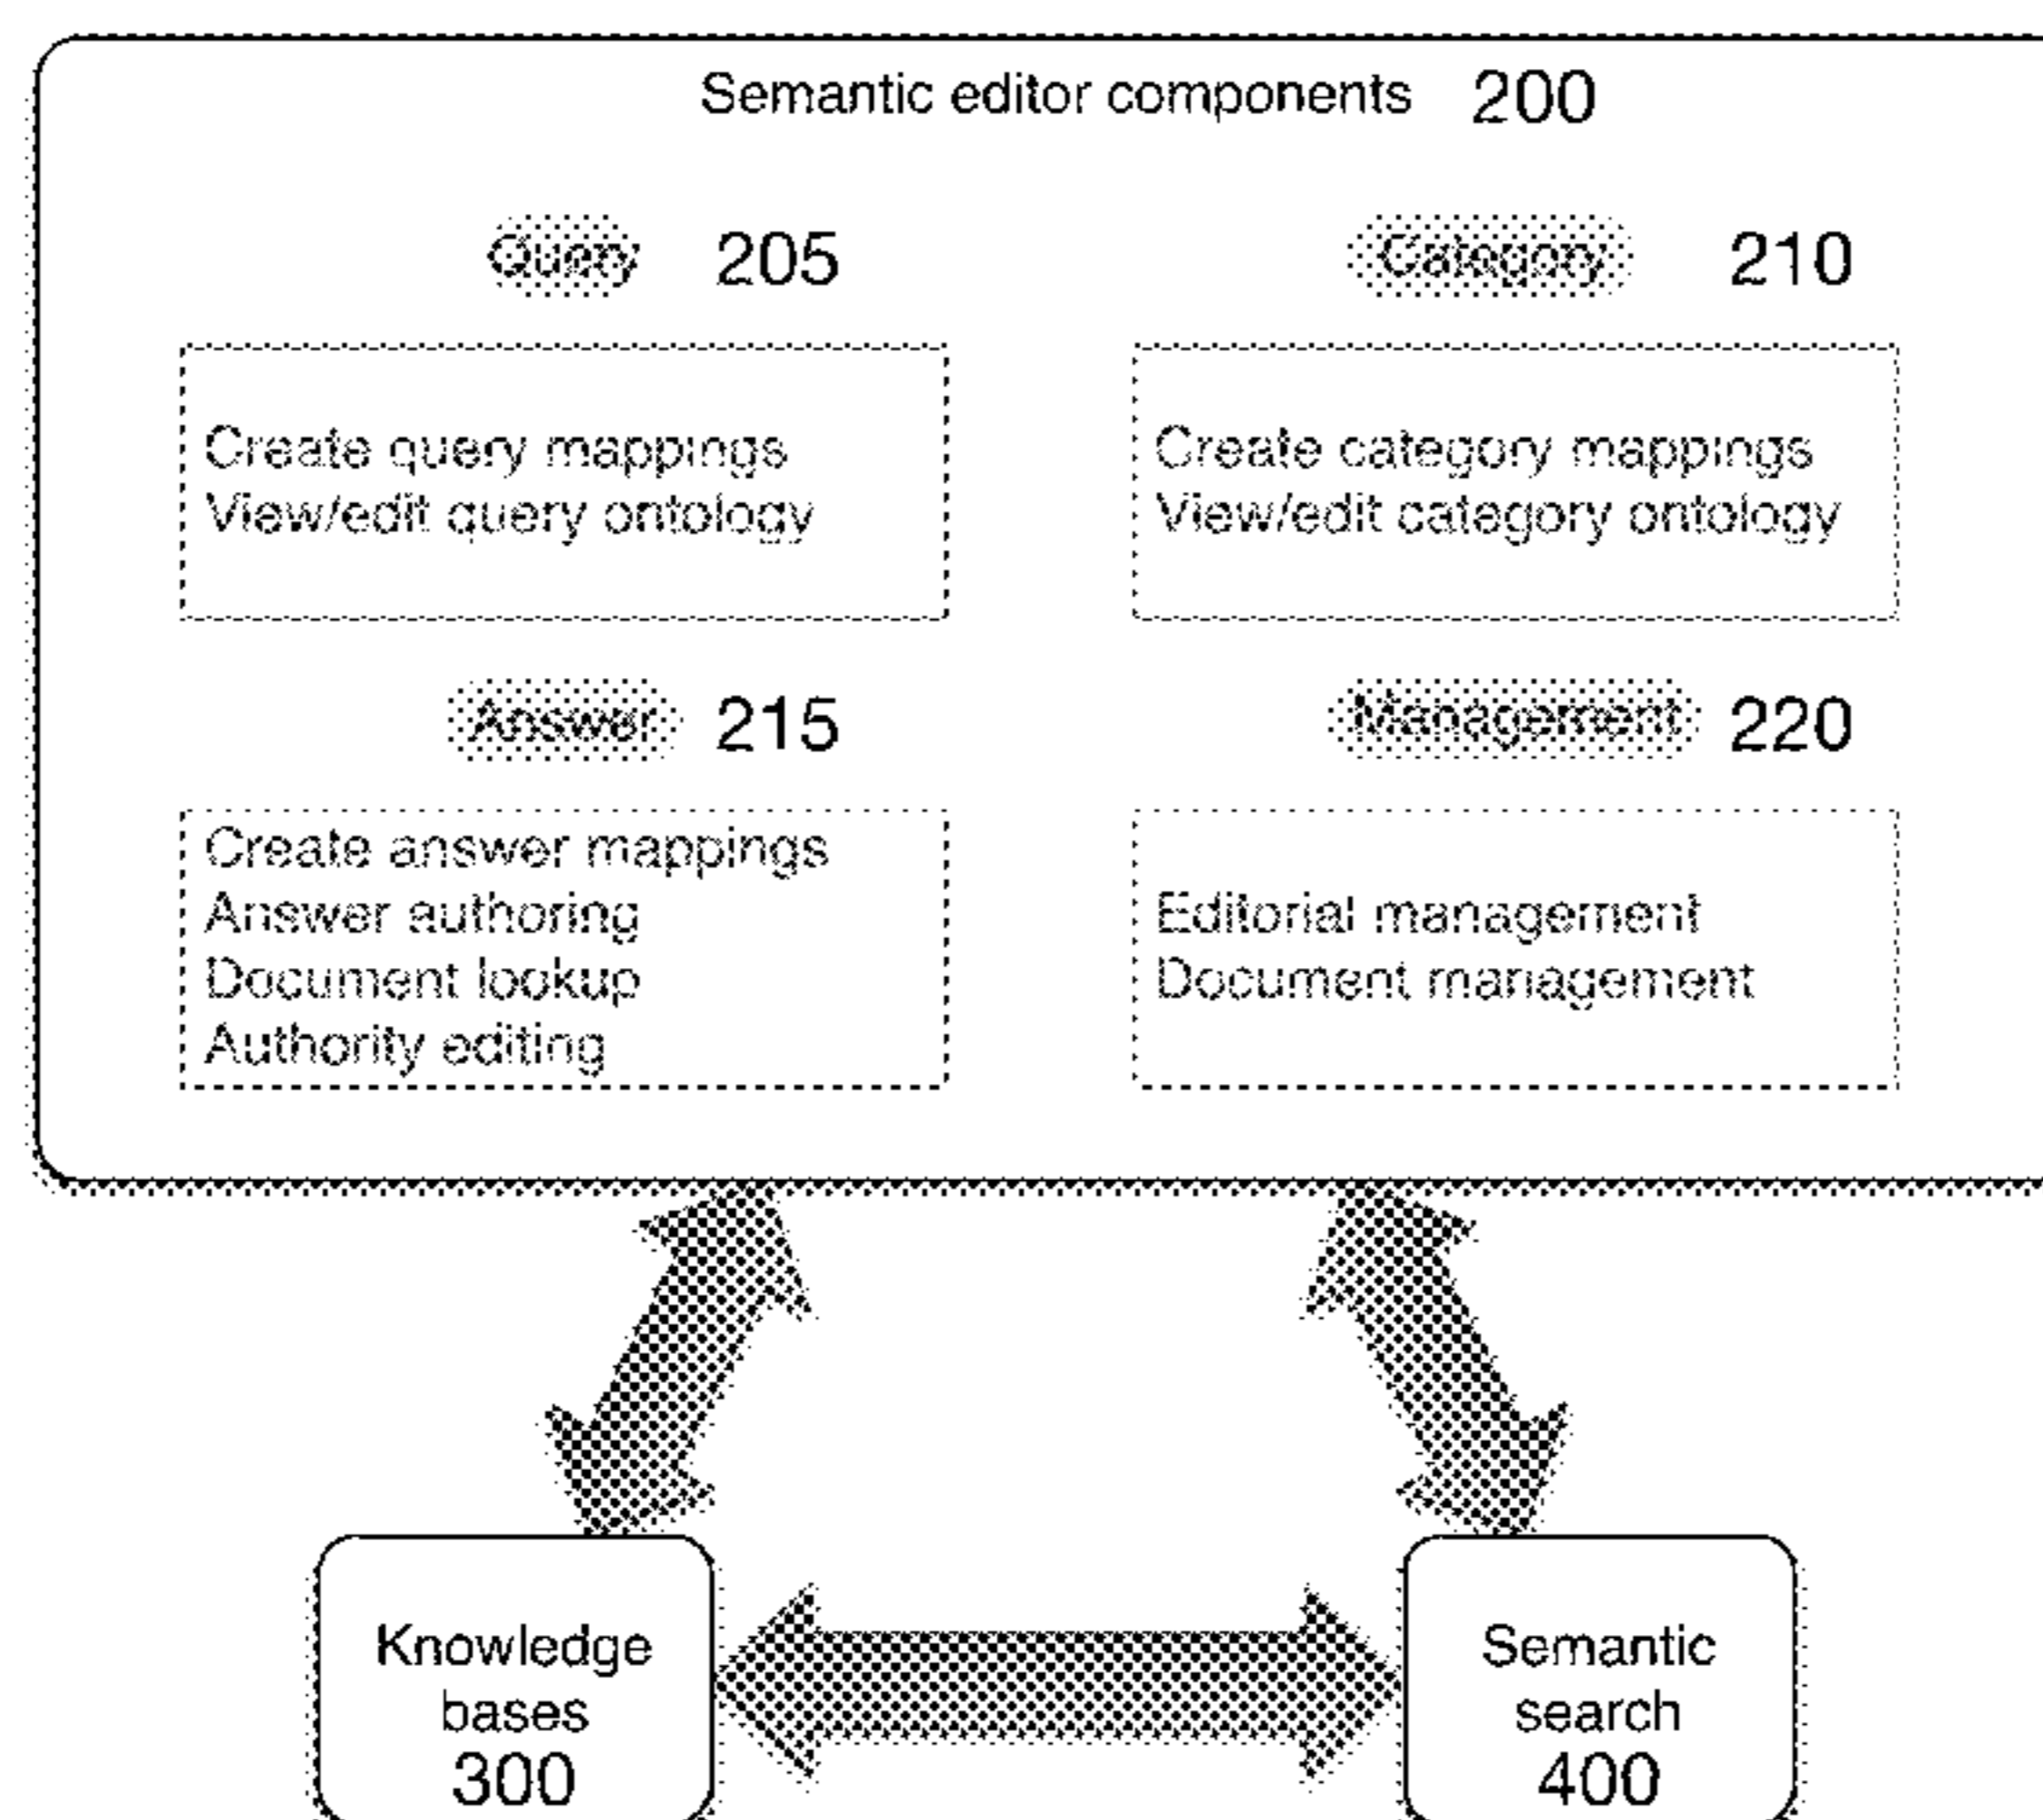 Semantic editor components 200
Query 205
Category 210
Create query mappings
View/edit query ontology
Create category mappings
View/edit category ontology
Answer 215
Management 220
Create answer mappings
Answer authoring
Document lookup
Authority editing
Editorial management
Document management
Knowledge
bases
300
Semantic
search
400